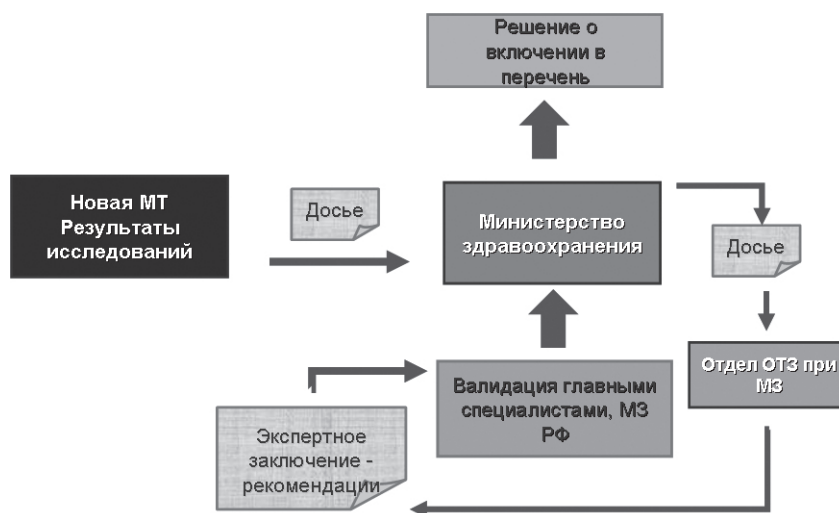 Решение о
включении в
перечень
Новая МТ
Результаты
исследований
Досье
Министерство
здравоохранения
Досье
Отдел ОТЗ при
МЗ
Валидация главными
специалистами, МЗ
РФ
Экспертное
заключение -
рекомендации